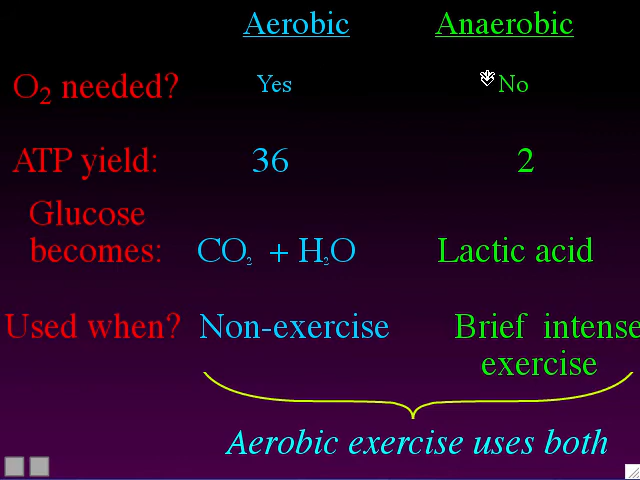 Aerobic Anaerobic
O₂ needed? Yes No
ATP yield: 36 2
Glucose
becomes: CO₂ + H₂O Lactic acid
Used when? Non-exercise Brief intense
exercise
Aerobic exercise uses both